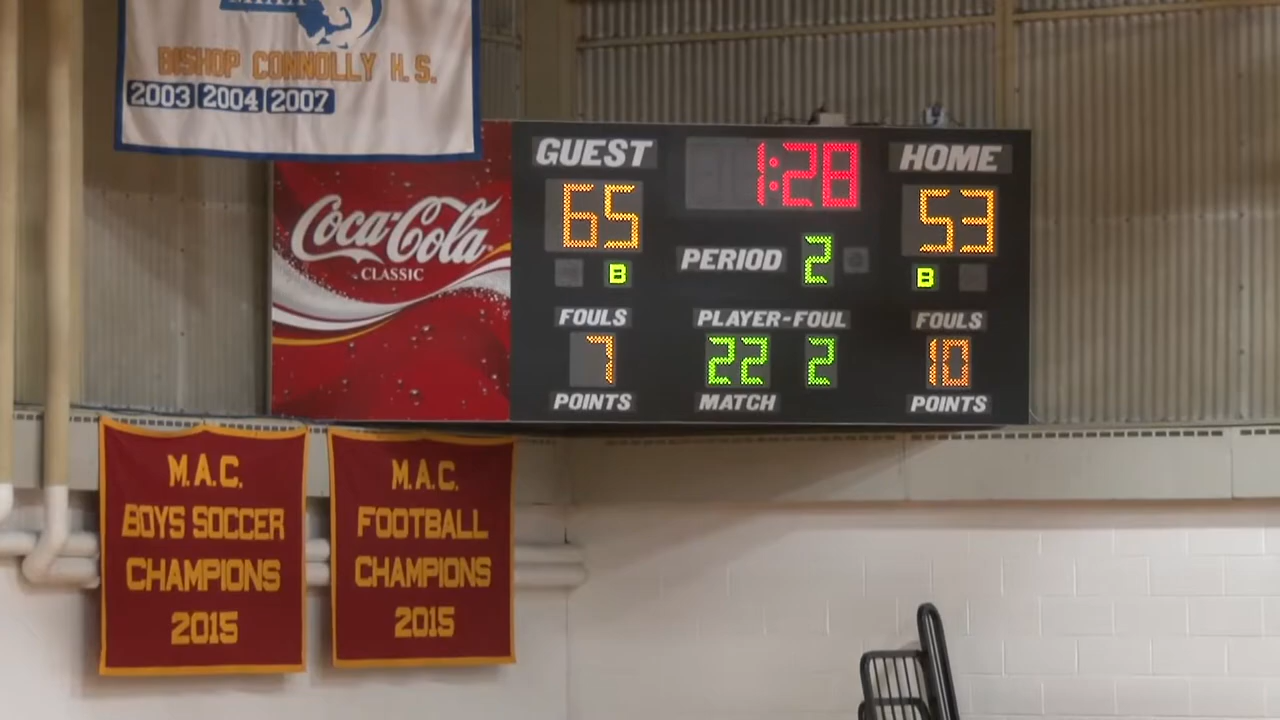 BISHOP CONNOLLY H.S.
2003 2004 2007
Coca-Cola
CLASSIC
GUEST 1:28 HOME
65 53
PERIOD 2
B B
FOULS PLAYER-FOUL FOULS
7 22 2 10
POINTS MATCH POINTS
M.A.C.
BOYS SOCCER
CHAMPIONS
2015
M.A.C.
FOOTBALL
CHAMPIONS
2015